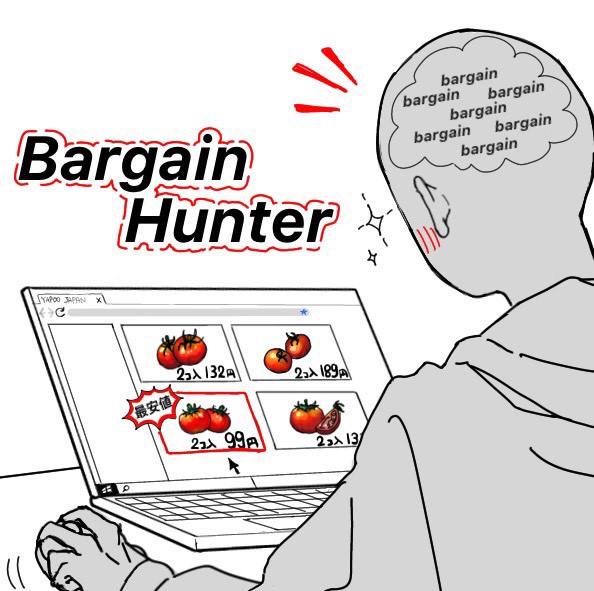 bargain
bargain bargain
bargain
bargain bargain
bargain
Bargain
Hunter
YAPOO JAPAN X
2コ入 132円
2コ入 189円
最安値
2コ入 99円
2コ入 13